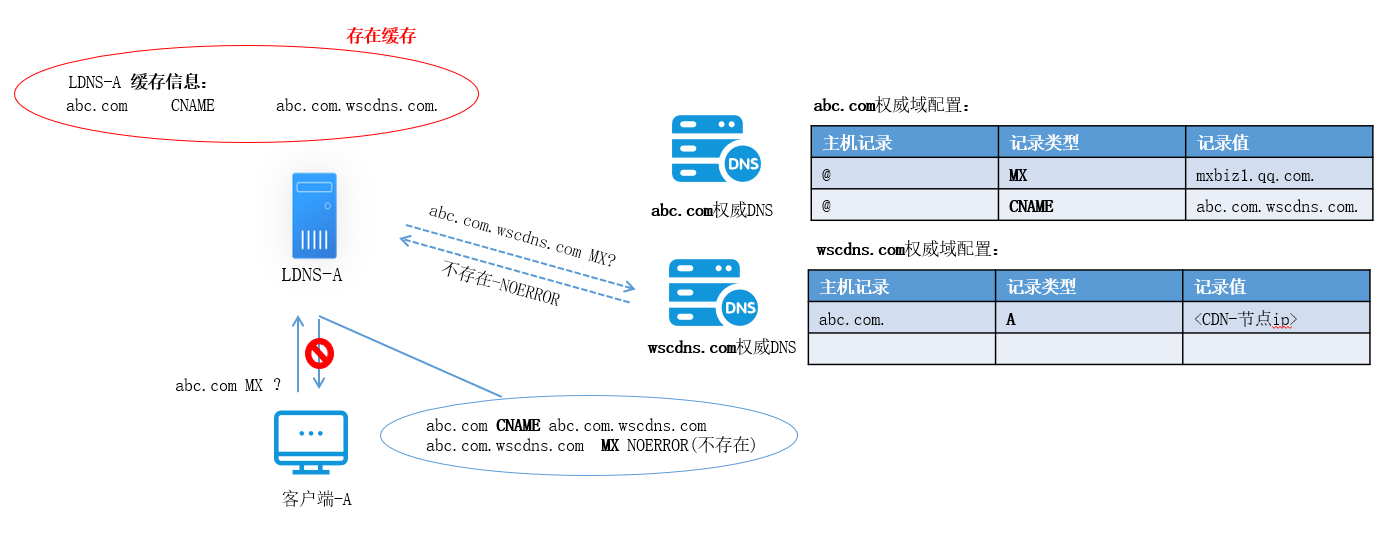 存在缓存
LDNS-A 缓存信息:
abc.com CNAME abc.com.wscdns.com.
LDNS-A
abc.com.wscdns.com MX?
不存在-NOERROR
abc.com MX ?
客户端-A
abc.com CNAME abc.com.wscdns.com
abc.com.wscdns.com MX NOERROR(不存在)
DNS
abc.com权威DNS
DNS
wscdns.com权威DNS
abc.com权威域配置:
主机记录 记录类型 记录值
@ MX mxbiz1.qq.com.
@ CNAME abc.com.wscdns.com.
wscdns.com权威域配置:
主机记录 记录类型 记录值
abc.com. A <CDN-节点ip>